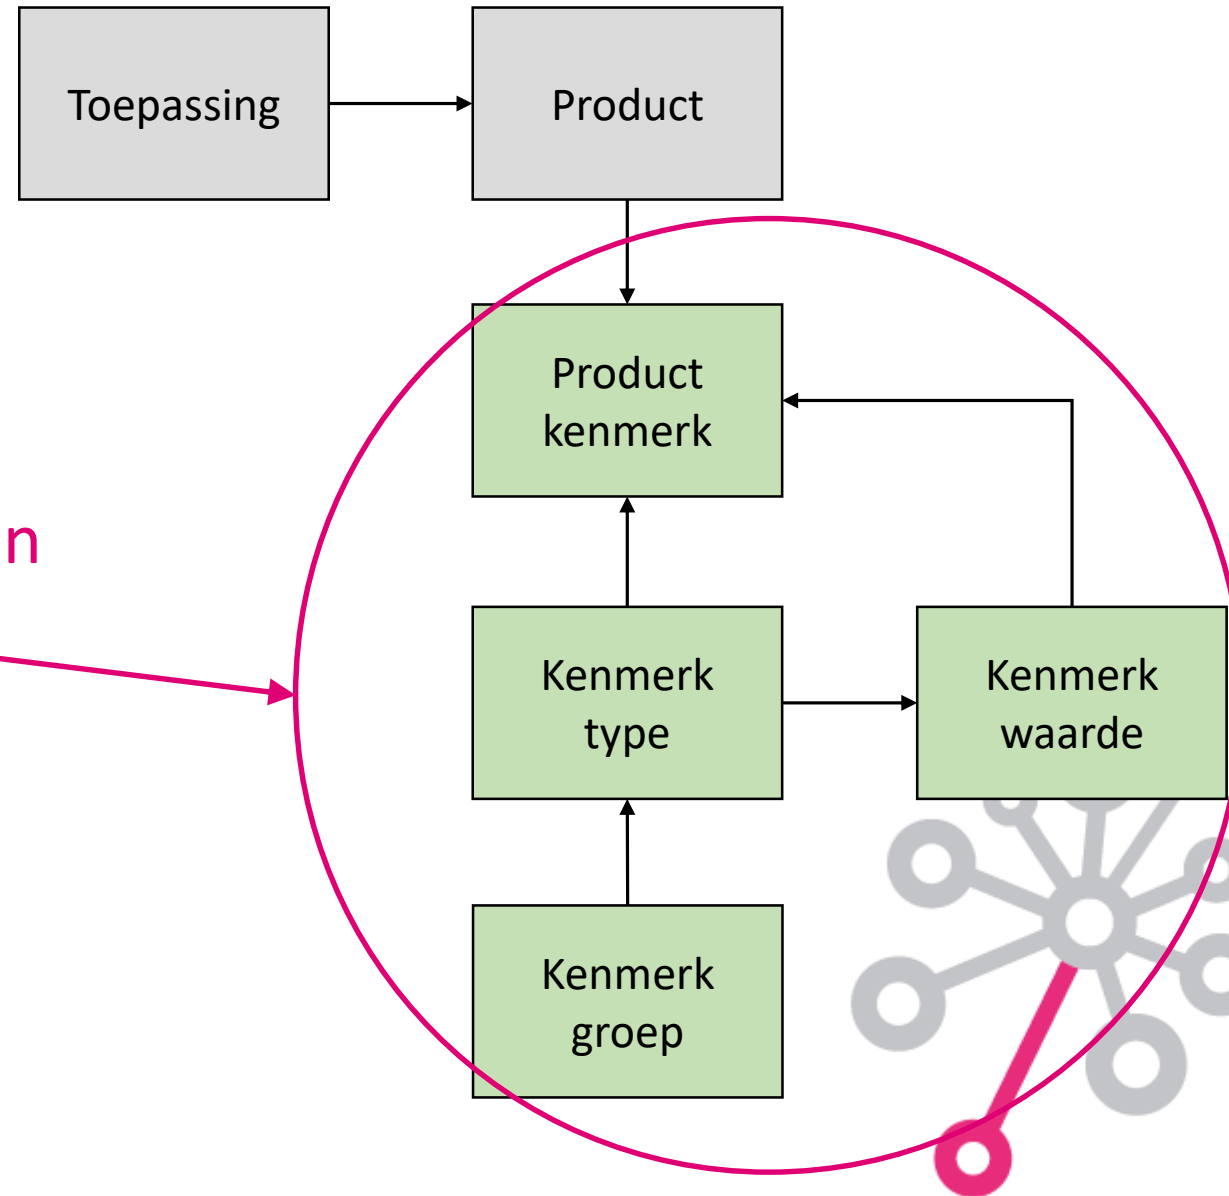 Toepassing
Product
Product
kenmerk
n
Kenmerk
type
Kenmerk
waarde
Kenmerk
groep